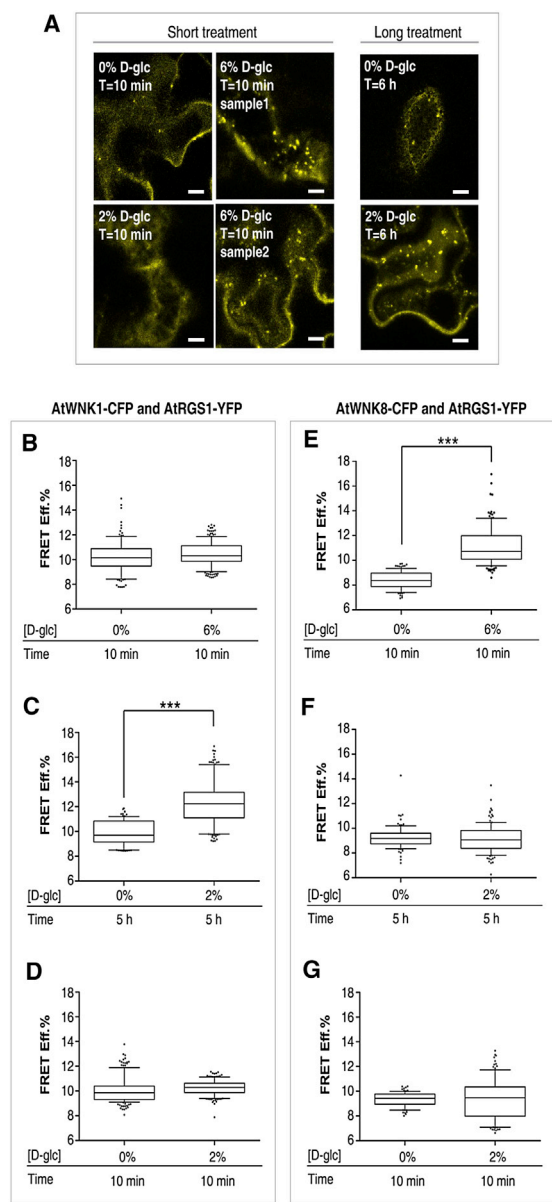 A
Short treatment
Long treatment
0% D-glc
T=10 min
6% D-glc
T=10 min
sample1
0% D-glc
T=6 h
2% D-glc
T=10 min
6% D-glc
T=10 min
sample2
2% D-glc
T=6 h
AtWNK1-CFP and AtRGS1-YFP
B
FRET Eff.%
18
16
14
12
10
8
6
[D-glc] 0% 6%
Time 10 min 10 min
C
***
FRET Eff.%
18
16
14
12
10
8
6
[D-glc] 0% 2%
Time 5 h 5 h
D
FRET Eff.%
18
16
14
12
10
8
6
[D-glc] 0% 2%
Time 10 min 10 min
AtWNK8-CFP and AtRGS1-YFP
E
***
FRET Eff.%
18
16
14
12
10
8
6
[D-glc] 0% 6%
Time 10 min 10 min
F
FRET Eff.%
18
16
14
12
10
8
6
[D-glc] 0% 2%
Time 5 h 5 h
G
FRET Eff.%
18
16
14
12
10
8
6
[D-glc] 0% 2%
Time 10 min 10 min